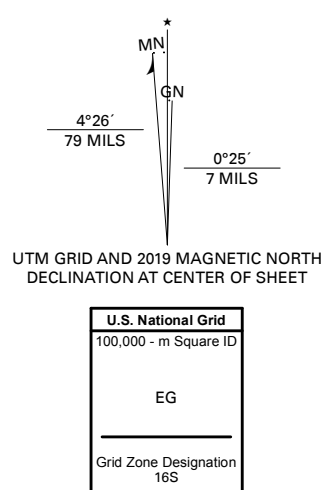 MN
GN
4°26´
79 MILS
0°25´
7 MILS
UTM GRID AND 2019 MAGNETIC NORTH
DECLINATION AT CENTER OF SHEET
U.S. National Grid
100,000 - m Square ID
EG
Grid Zone Designation
16S